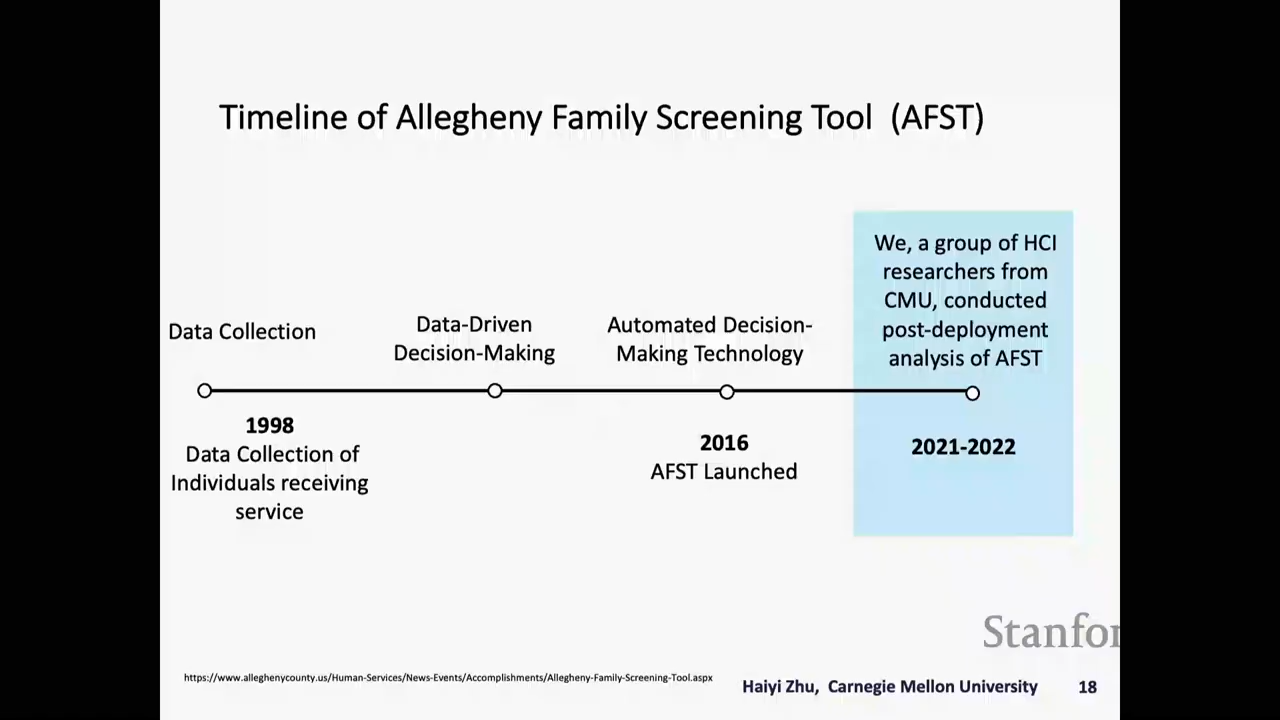 Timeline of Allegheny Family Screening Tool (AFST)
We, a group of HCI
researchers from
CMU, conducted
post-deployment
analysis of AFST
Data Collection
Data-Driven
Decision-Making
Automated Decision-
Making Technology
1998
Data Collection of
Individuals receiving
service
2016
AFST Launched
2021-2022
Stanfor
https://www.alleghenycounty.us/Human-Services/News-Events/Accomplishments/Allegheny-Family-Screening-Tool.aspx
Haiyi Zhu, Carnegie Mellon University 18